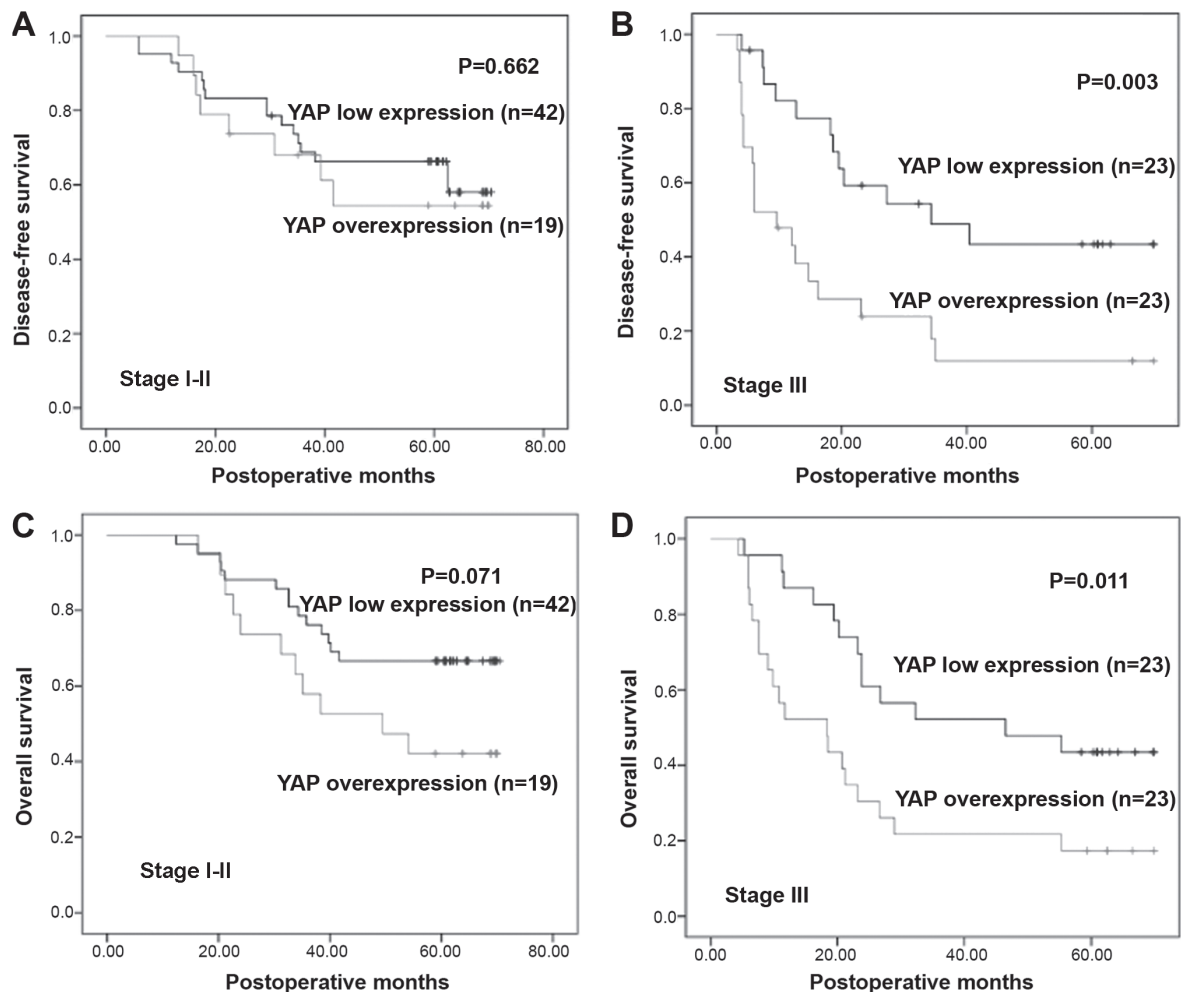 A
1.0
0.8
0.6
0.4
0.2
0.0
Disease-free survival
P=0.662
YAP low expression (n=42)
YAP overexpression (n=19)
Stage I-II
0.00 20.00 40.00 60.00 80.00
Postoperative months
B
1.0
0.8
0.6
0.4
0.2
0.0
Disease-free survival
P=0.003
YAP low expression (n=23)
YAP overexpression (n=23)
Stage III
0.00 20.00 40.00 60.00
Postoperative months
C
1.0
0.8
0.6
0.4
0.2
0.0
Overall survival
P=0.071
YAP low expression (n=42)
YAP overexpression (n=19)
Stage I-II
0.00 20.00 40.00 60.00 80.00
Postoperative months
D
1.0
0.8
0.6
0.4
0.2
0.0
Overall survival
P=0.011
YAP low expression (n=23)
YAP overexpression (n=23)
Stage III
0.00 20.00 40.00 60.00
Postoperative months